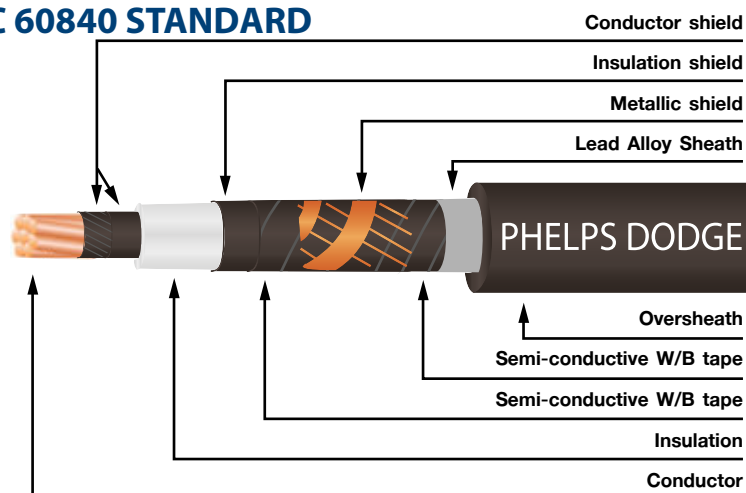 C 60840 STANDARD
Conductor shield
Insulation shield
Metallic shield
Lead Alloy Sheath
PHELPS DODGE
Oversheath
Semi-conductive W/B tape
Semi-conductive W/B tape
Insulation
Conductor